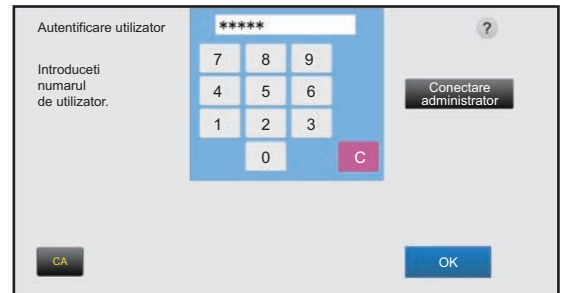 Autentificare utilizator
*****
?
Introduceti
numarul
de utilizator.
7 8 9
4 5 6
1 2 3
0 C
Conectare
administrator
CA
OK